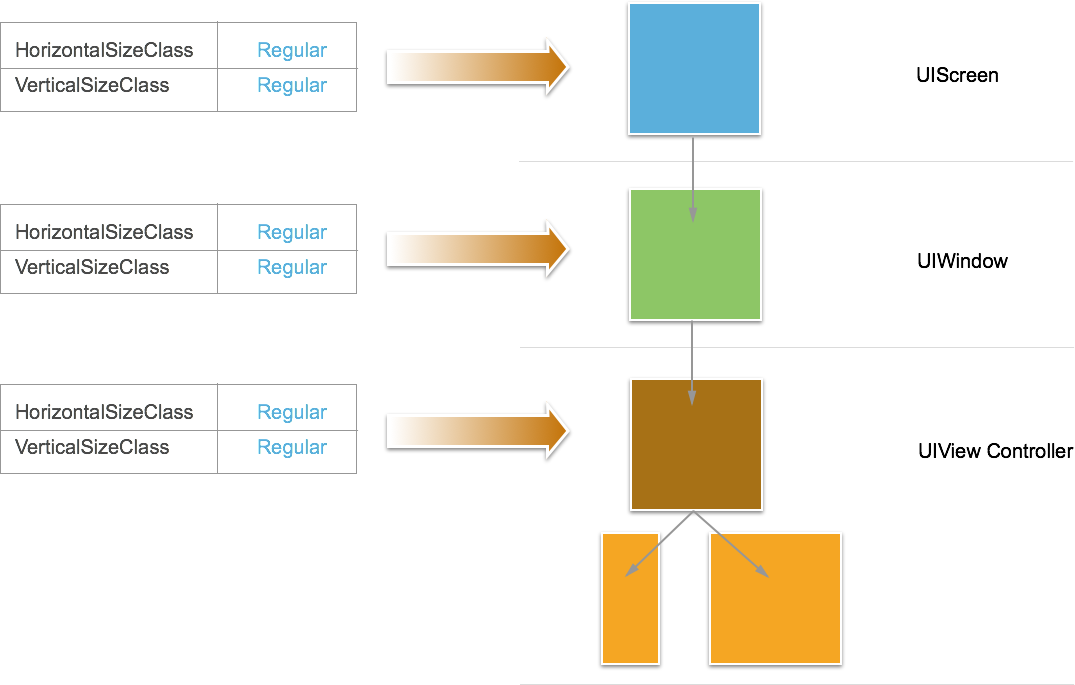 HorizontalSizeClass Regular
VerticalSizeClass Regular
UIScreen
HorizontalSizeClass Regular
VerticalSizeClass Regular
UIWindow
HorizontalSizeClass Regular
VerticalSizeClass Regular
UIView Controller